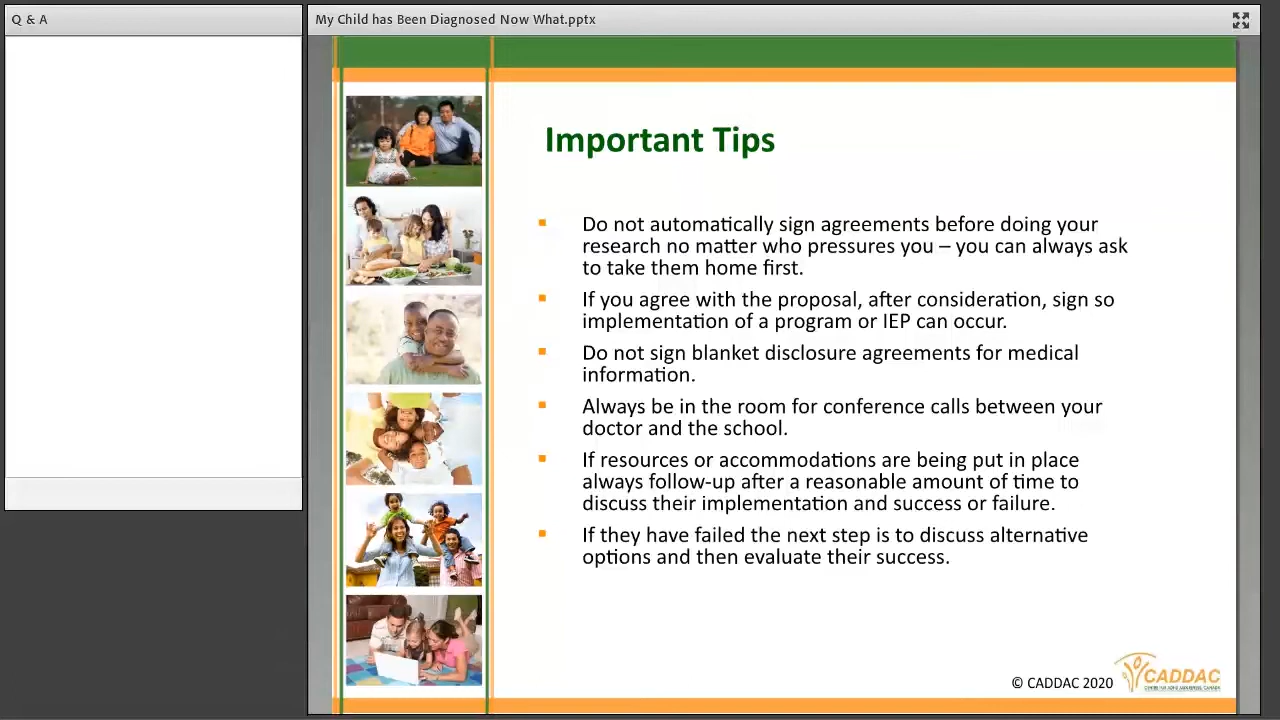 Q & A
My Child has Been Diagnosed Now What.pptx
Important Tips
Do not automatically sign agreements before doing your
research no matter who pressures you – you can always ask
to take them home first.
If you agree with the proposal, after consideration, sign so
implementation of a program or IEP can occur.
Do not sign blanket disclosure agreements for medical
information.
Always be in the room for conference calls between your
doctor and the school.
If resources or accommodations are being put in place
always follow-up after a reasonable amount of time to
discuss their implementation and success or failure.
If they have failed the next step is to discuss alternative
options and then evaluate their success.
© CADDAC 2020
CADDAC
CENTRE FOR ADHD AWARENESS, CANADA